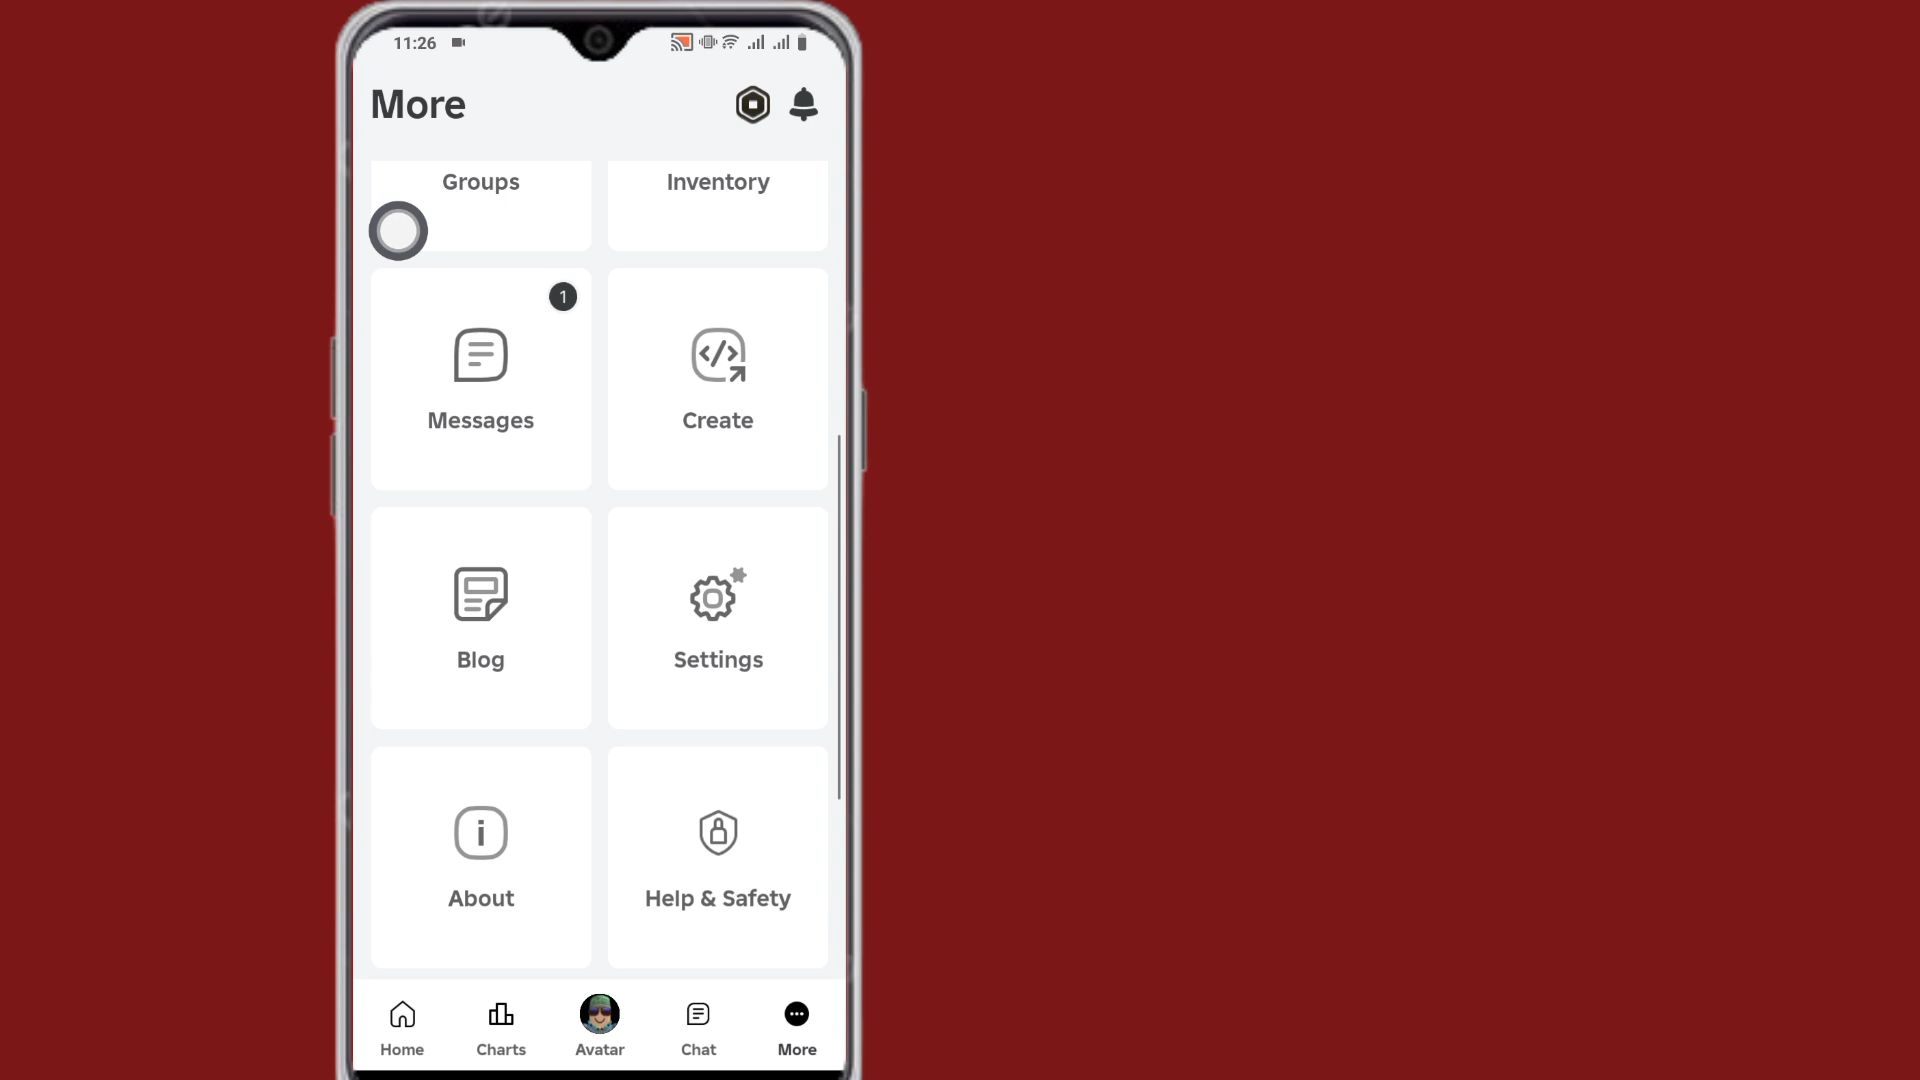 11:26
More
Groups
Inventory
1
Messages
Create
Blog
Settings
About
Help & Safety
Home
Charts
Avatar
Chat
More